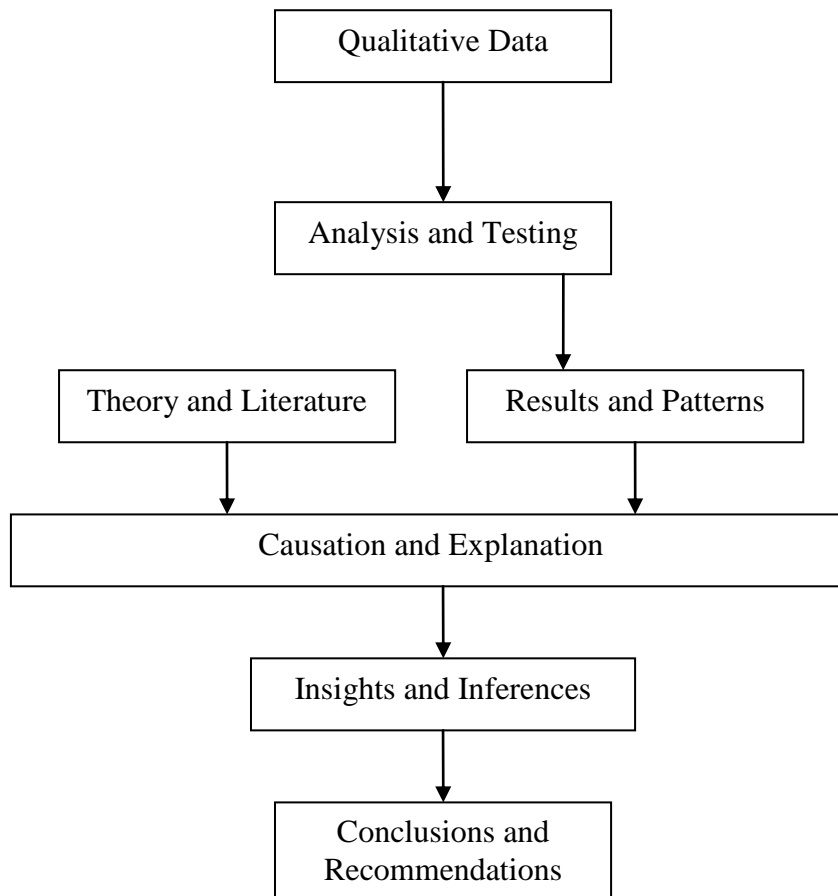 Qualitative Data
Analysis and Testing
Theory and Literature
Results and Patterns
Causation and Explanation
Insights and Inferences
Conclusions and
Recommendations